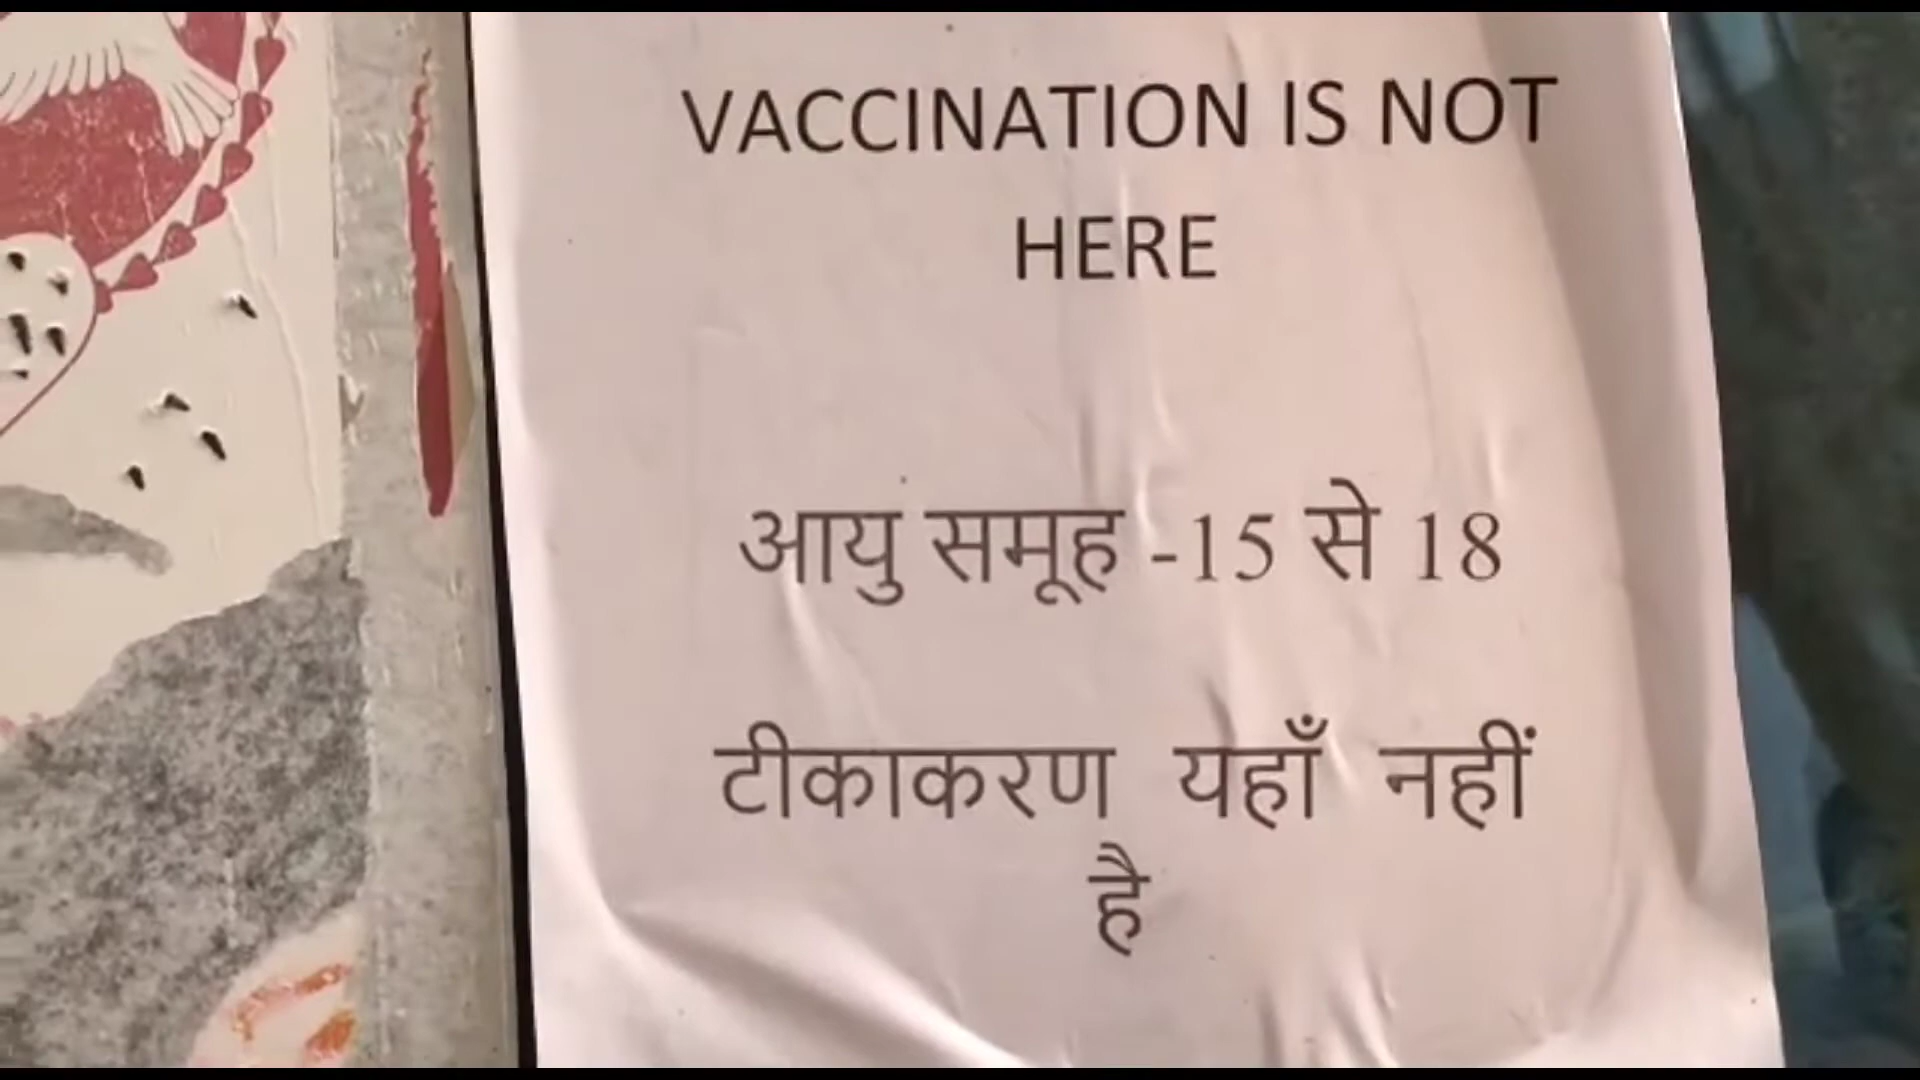 VACCINATION IS NOT
HERE
आयु समूह -15 से 18
टीकाकरण यहाँ नहीं
है